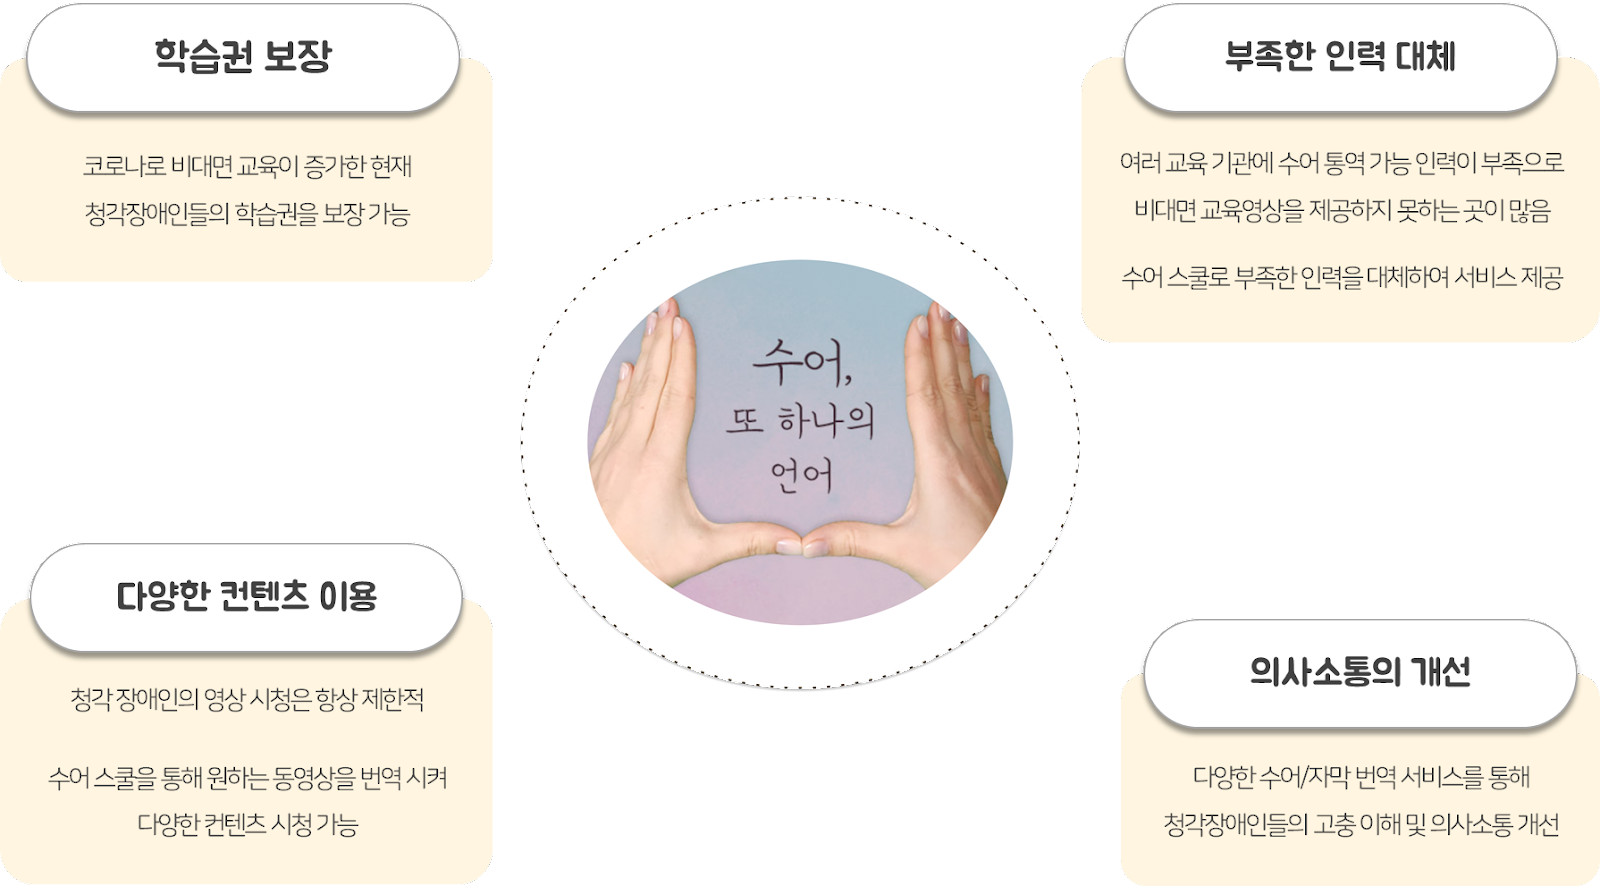 학습권 보장
코로나로 비대면 교육이 증가한 현재
청각장애인들의 학습권을 보장 가능
부족한 인력 대체
여러 교육 기관에 수어 통역 가능 인력이 부족으로
비대면 교육영상을 제공하지 못하는 곳이 많음
수어 스쿨로 부족한 인력을 대체하여 서비스 제공
수어,
또 하나의
언어
다양한 컨텐츠 이용
청각 장애인의 영상 시청은 항상 제한적
수어 스쿨을 통해 원하는 동영상을 번역 시켜
다양한 컨텐츠 시청 가능
의사소통의 개선
다양한 수어/자막 번역 서비스를 통해
청각장애인들의 고충 이해 및 의사소통 개선